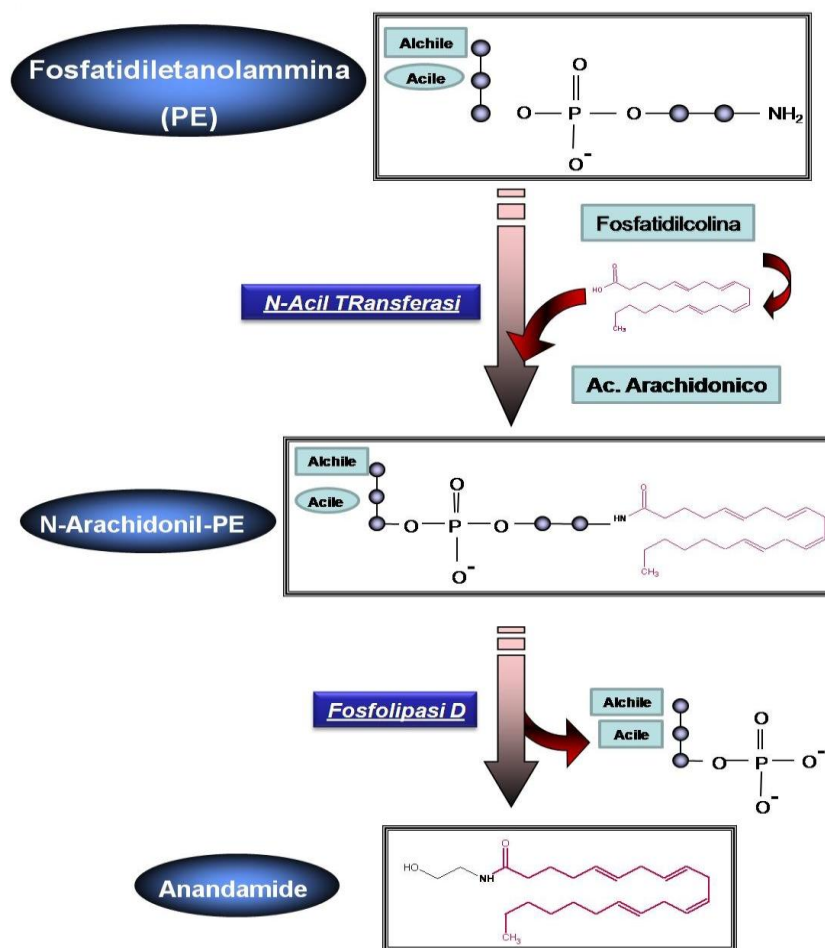 Fosfatidiletanolammina
(PE)
Alchile
Acile
O
O
P
O
NH2
O-
Fosfatidilcolina
N-Acil TRansferasi
O
HO
CH3
Ac. Arachidonico
Alchile
Acile
N-Arachidonil-PE
O
O
P
O
HN
O
O-
CH3
Fosfolipasi D
Alchile
Acile
O
O
P
O-
O-
Anandamide
HO
NH
O
CH3